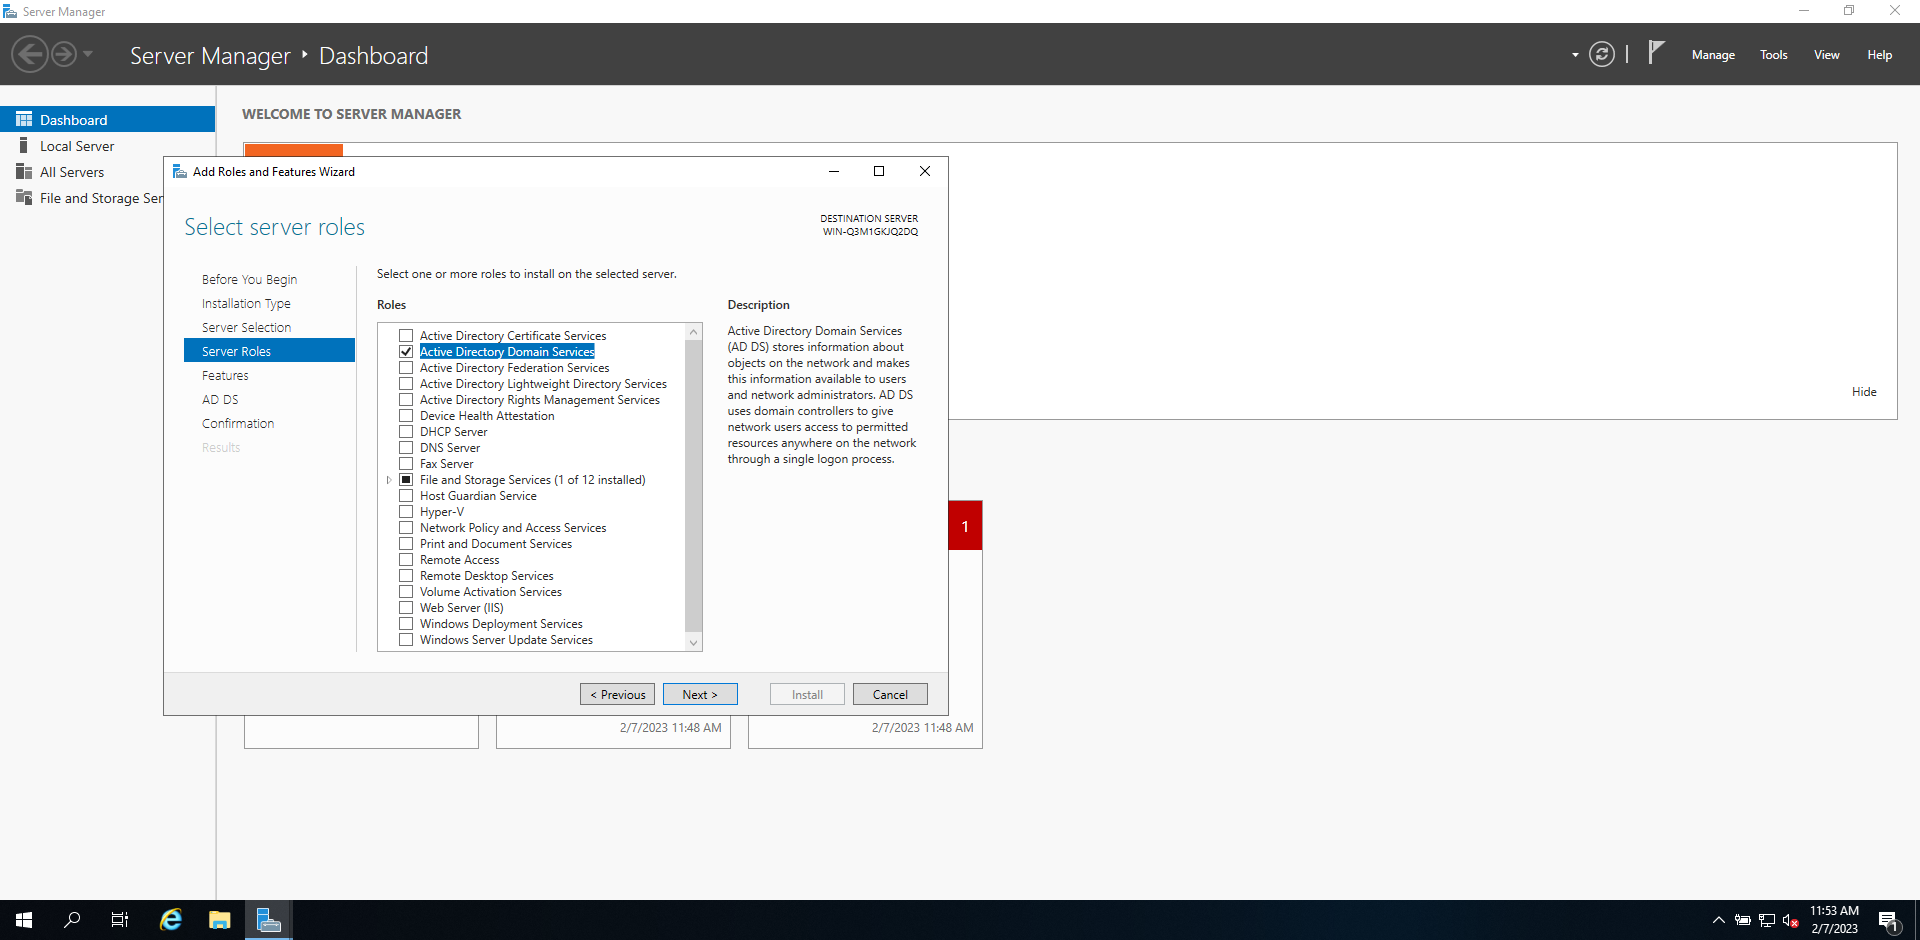 Server Manager
Server Manager ‣ Dashboard
Manage
Tools
View
Help
Dashboard
Local Server
All Servers
File and Storage Ser
WELCOME TO SERVER MANAGER
Add Roles and Features Wizard
Select server roles
DESTINATION SERVER
WIN-Q3M1GKJQ2DQ
Before You Begin
Installation Type
Server Selection
Server Roles
Features
AD DS
Confirmation
Results
Select one or more roles to install on the selected server.
Roles
Active Directory Certificate Services
Active Directory Domain Services
Active Directory Federation Services
Active Directory Lightweight Directory Services
Active Directory Rights Management Services
Device Health Attestation
DHCP Server
DNS Server
Fax Server
File and Storage Services (1 of 12 installed)
Host Guardian Service
Hyper-V
Network Policy and Access Services
Print and Document Services
Remote Access
Remote Desktop Services
Volume Activation Services
Web Server (IIS)
Windows Deployment Services
Windows Server Update Services
Description
Active Directory Domain Services
(AD DS) stores information about
objects on the network and makes
this information available to users
and network administrators. AD DS
uses domain controllers to give
network users access to permitted
resources anywhere on the network
through a single logon process.
Hide
1
< Previous
Next >
Install
Cancel
2/7/2023 11:48 AM
2/7/2023 11:48 AM
11:53 AM
2/7/2023
1